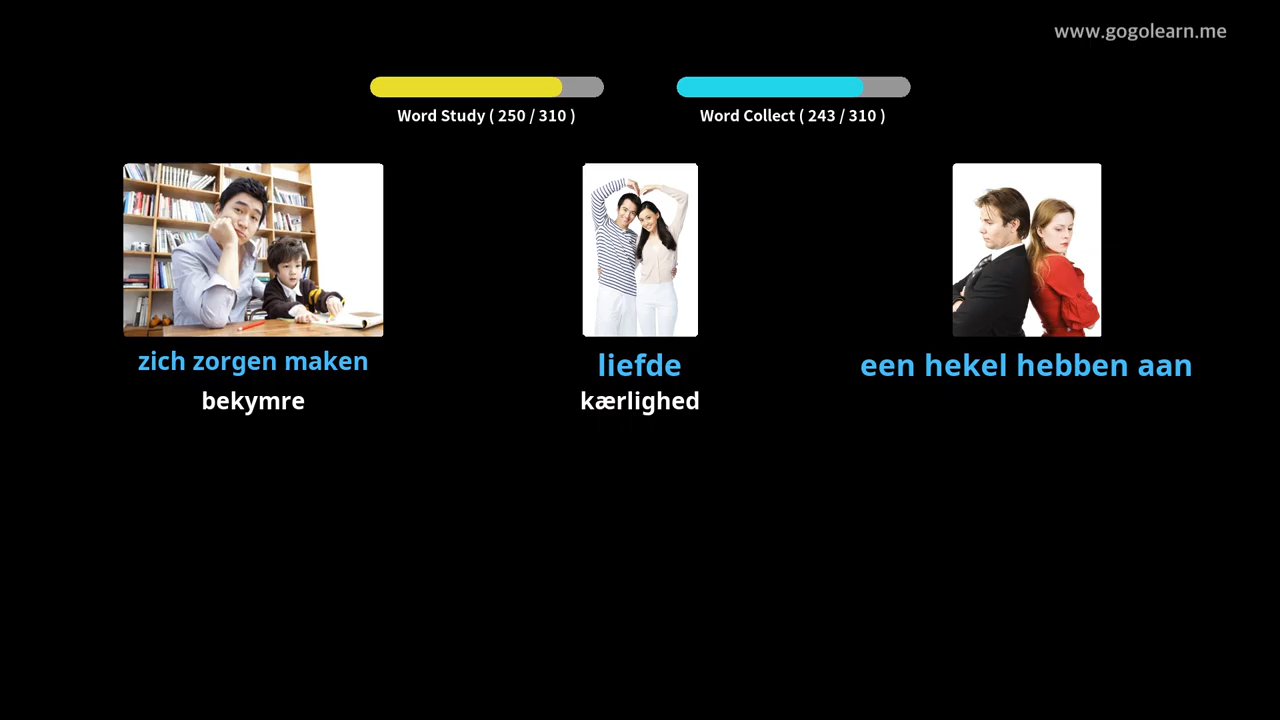 www.gogolearn.me
Word Study ( 250 / 310 )
Word Collect ( 243 / 310 )
zich zorgen maken
bekymre
liefde
kærlighed
een hekel hebben aan